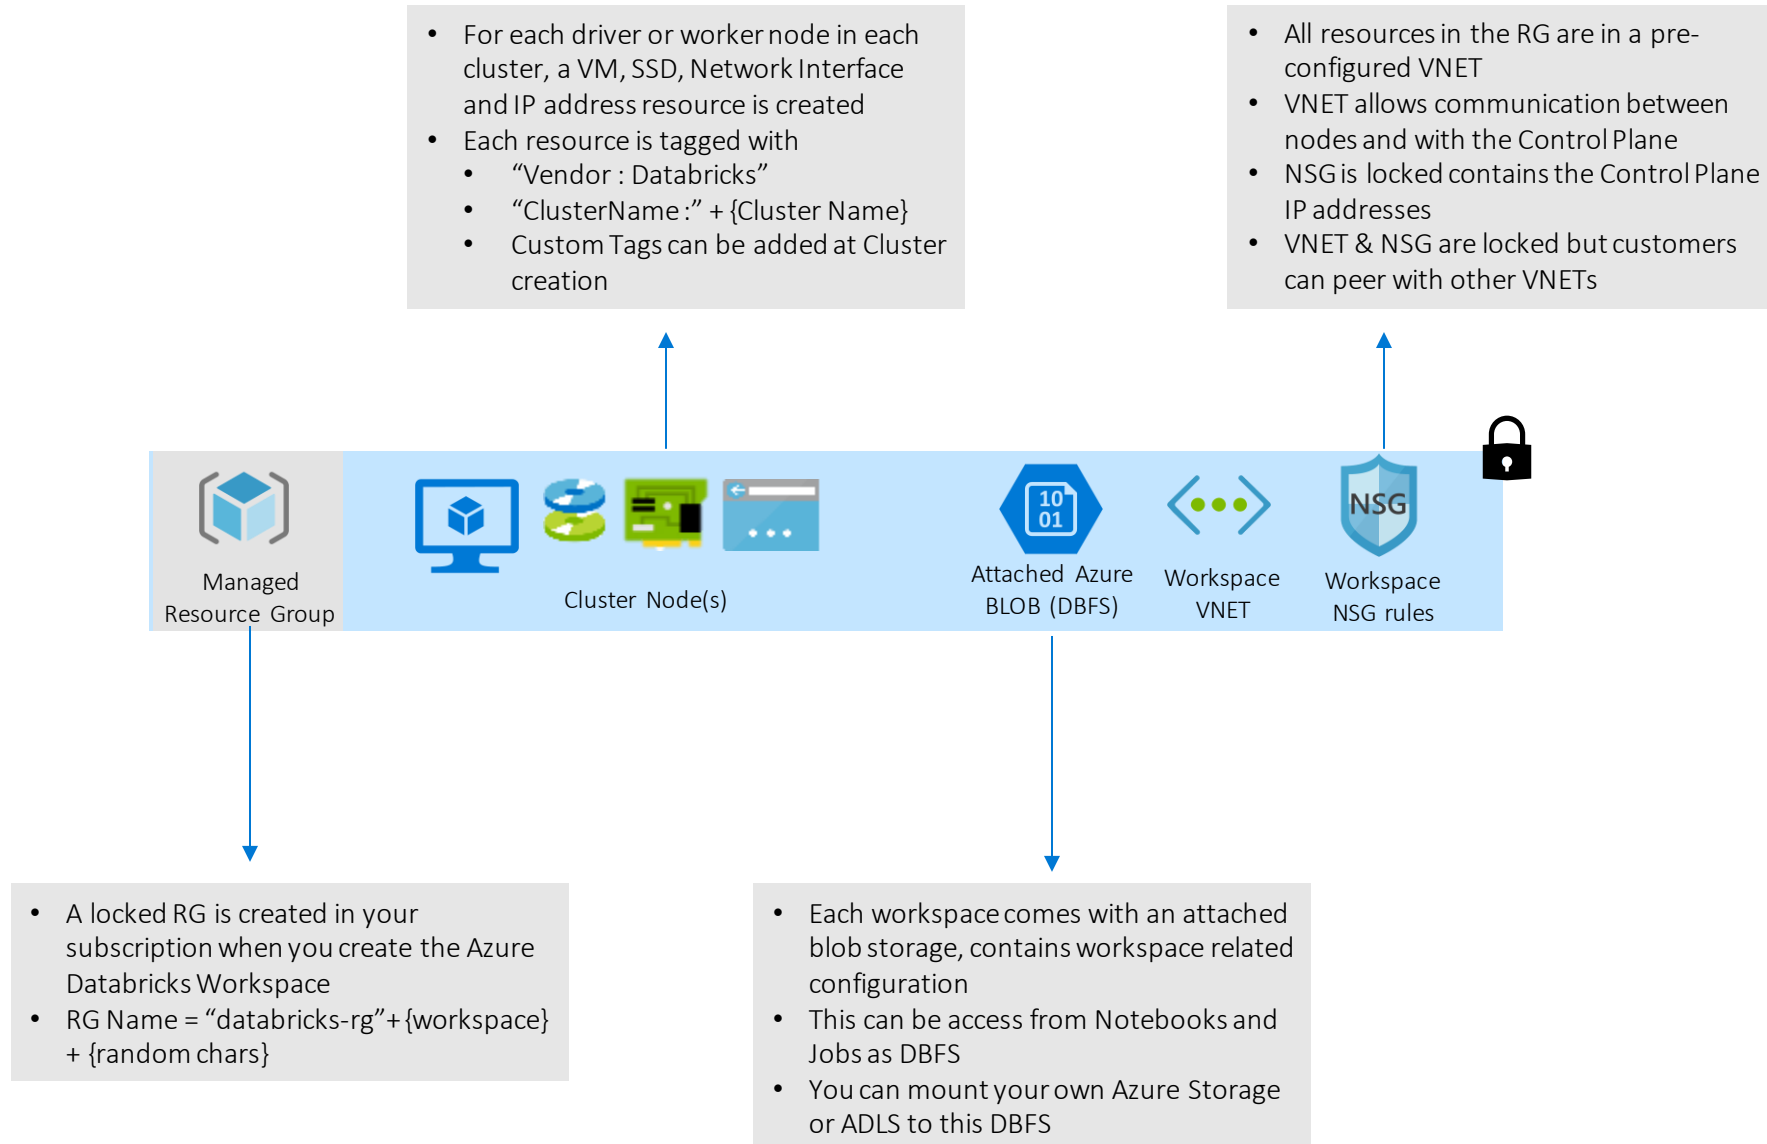 • For each driver or worker node in each
cluster, a VM, SSD, Network Interface
and IP address resource is created
• Each resource is tagged with
• “Vendor : Databricks”
• “ClusterName :” + {Cluster Name}
• Custom Tags can be added at Cluster
creation
• All resources in the RG are in a pre-
configured VNET
• VNET allows communication between
nodes and with the Control Plane
• NSG is locked contains the Control Plane
IP addresses
• VNET & NSG are locked but customers
can peer with other VNETs
Managed
Resource Group
Cluster Node(s)
10
01
Attached Azure
BLOB (DBFS)
Workspace
VNET
NSG
Workspace
NSG rules
• A locked RG is created in your
subscription when you create the Azure
Databricks Workspace
• RG Name = “databricks-rg”+ {workspace}
+ {random chars}
• Each workspace comes with an attached
blob storage, contains workspace related
configuration
• This can be access from Notebooks and
Jobs as DBFS
• You can mount your own Azure Storage
or ADLS to this DBFS